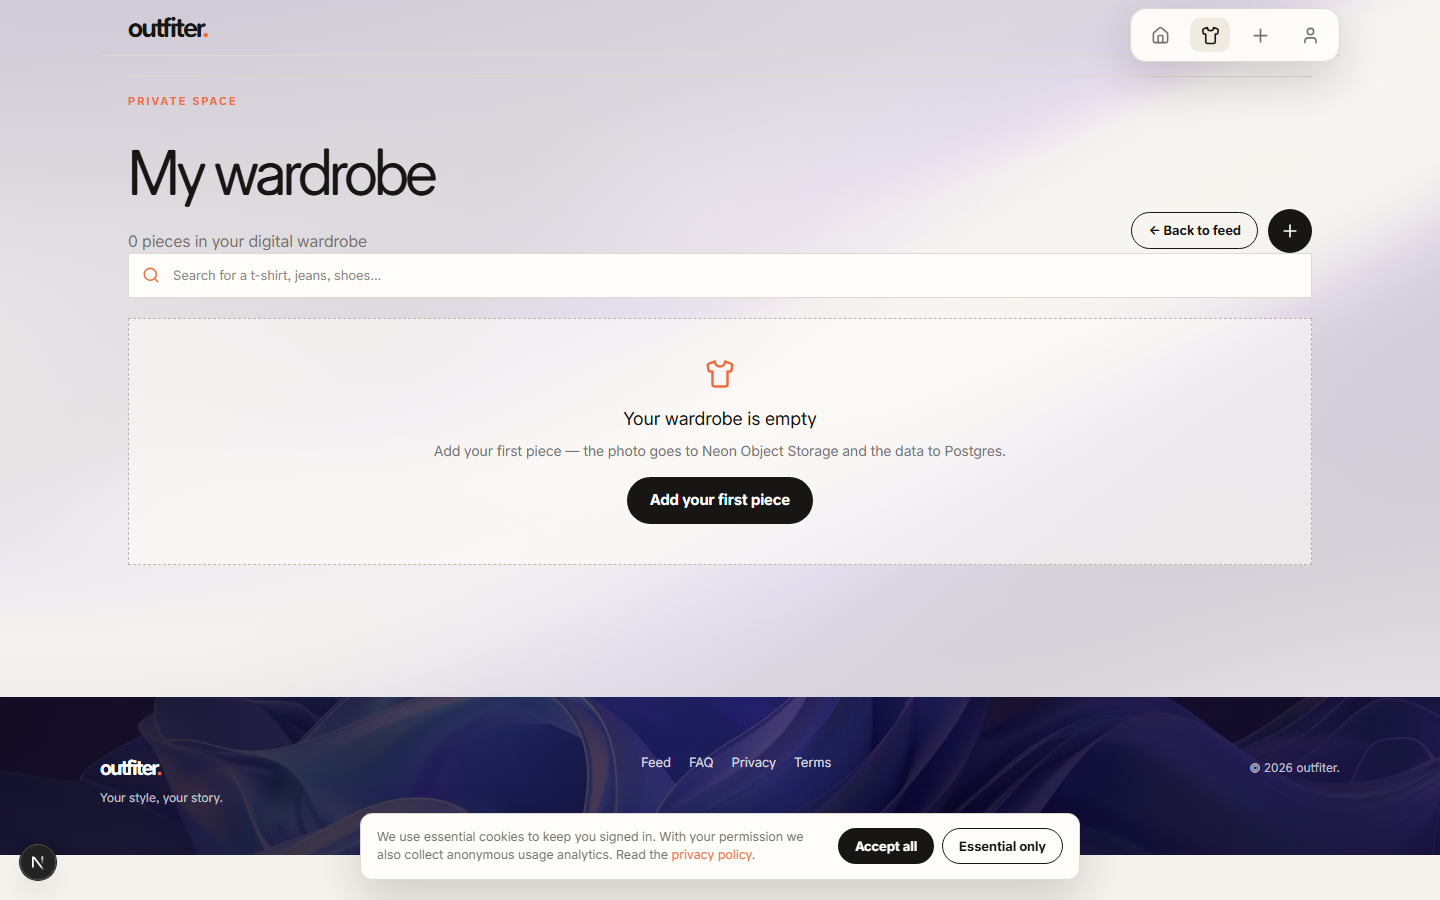 outfiter.
PRIVATE SPACE
My wardrobe
0 pieces in your digital wardrobe
← Back to feed
Search for a t-shirt, jeans, shoes...
Your wardrobe is empty
Add your first piece — the photo goes to Neon Object Storage and the data to Postgres.
Add your first piece
outfiter.
Your style, your story.
Feed FAQ Privacy Terms
© 2026 outfiter.
We use essential cookies to keep you signed in. With your permission we
also collect anonymous usage analytics. Read the privacy policy.
Accept all
Essential only
N